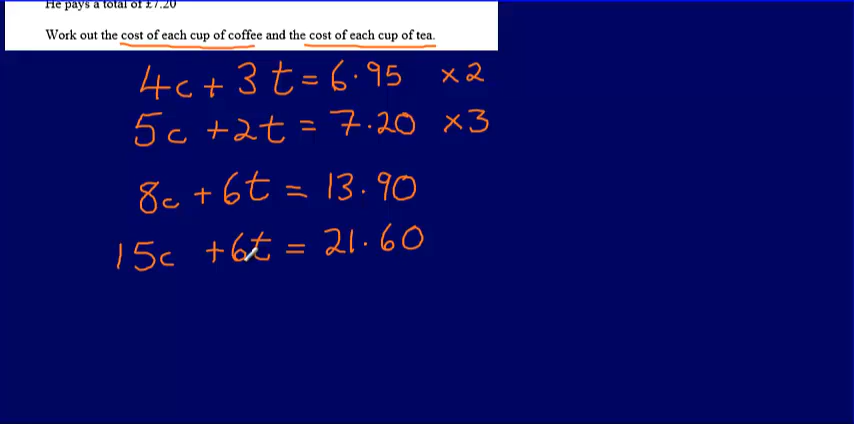 He pays a total of £7.20
Work out the cost of each cup of coffee and the cost of each cup of tea.
4c + 3t = 6.95 ×2
5c + 2t = 7.20 ×3
8c + 6t = 13.90
15c + 6t = 21.60